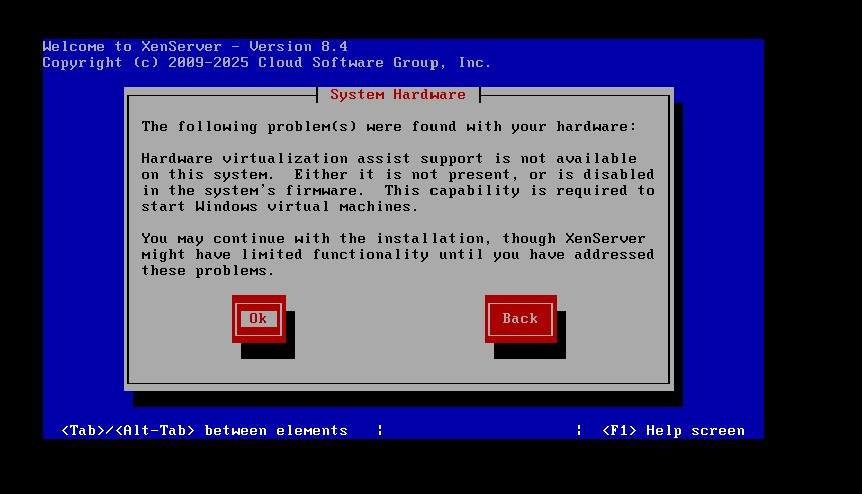 Welcome to XenServer - Version 8.4
Copyright (c) 2009-2025 Cloud Software Group, Inc.
System Hardware
The following problem(s) were found with your hardware:
Hardware virtualization assist support is not available
on this system.  Either it is not present, or is disabled
in the system's firmware.  This capability is required to
start Windows virtual machines.
You may continue with the installation, though XenServer
might have limited functionality until you have addressed
these problems.
Ok Back
<Tab>/<Alt-Tab> between elements | | <F1> Help screen